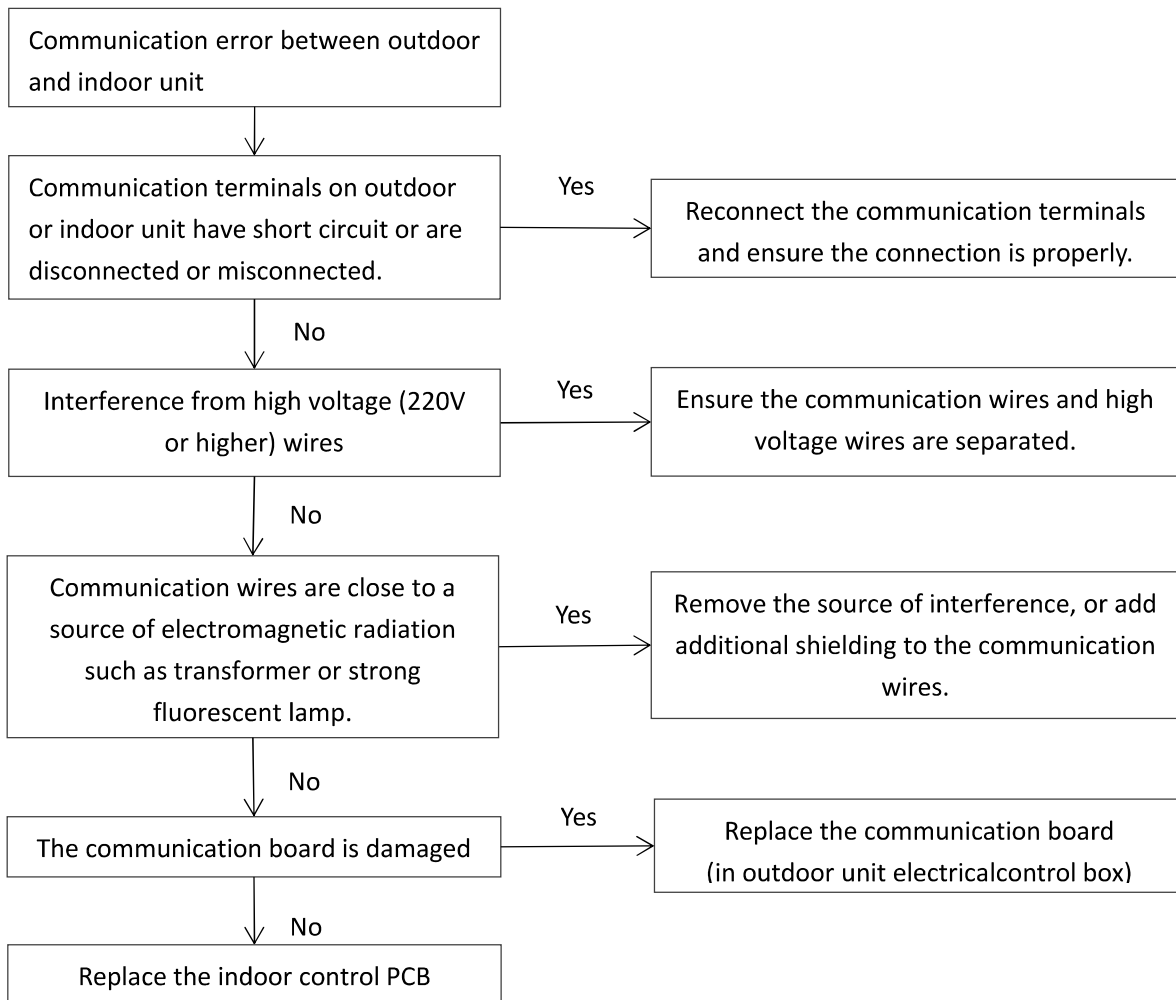 Communication error between outdoor
and indoor unit
Communication terminals on outdoor
or indoor unit have short circuit or are
disconnected or misconnected.
Yes
Reconnect the communication terminals
and ensure the connection is properly.
No
Interference from high voltage (220V
or higher) wires
Yes
Ensure the communication wires and high
voltage wires are separated.
No
Communication wires are close to a
source of electromagnetic radiation
such as transformer or strong
fluorescent lamp.
Yes
Remove the source of interference, or add
additional shielding to the communication
wires.
No
The communication board is damaged
Yes
Replace the communication board
(in outdoor unit electricalcontrol box)
No
Replace the indoor control PCB